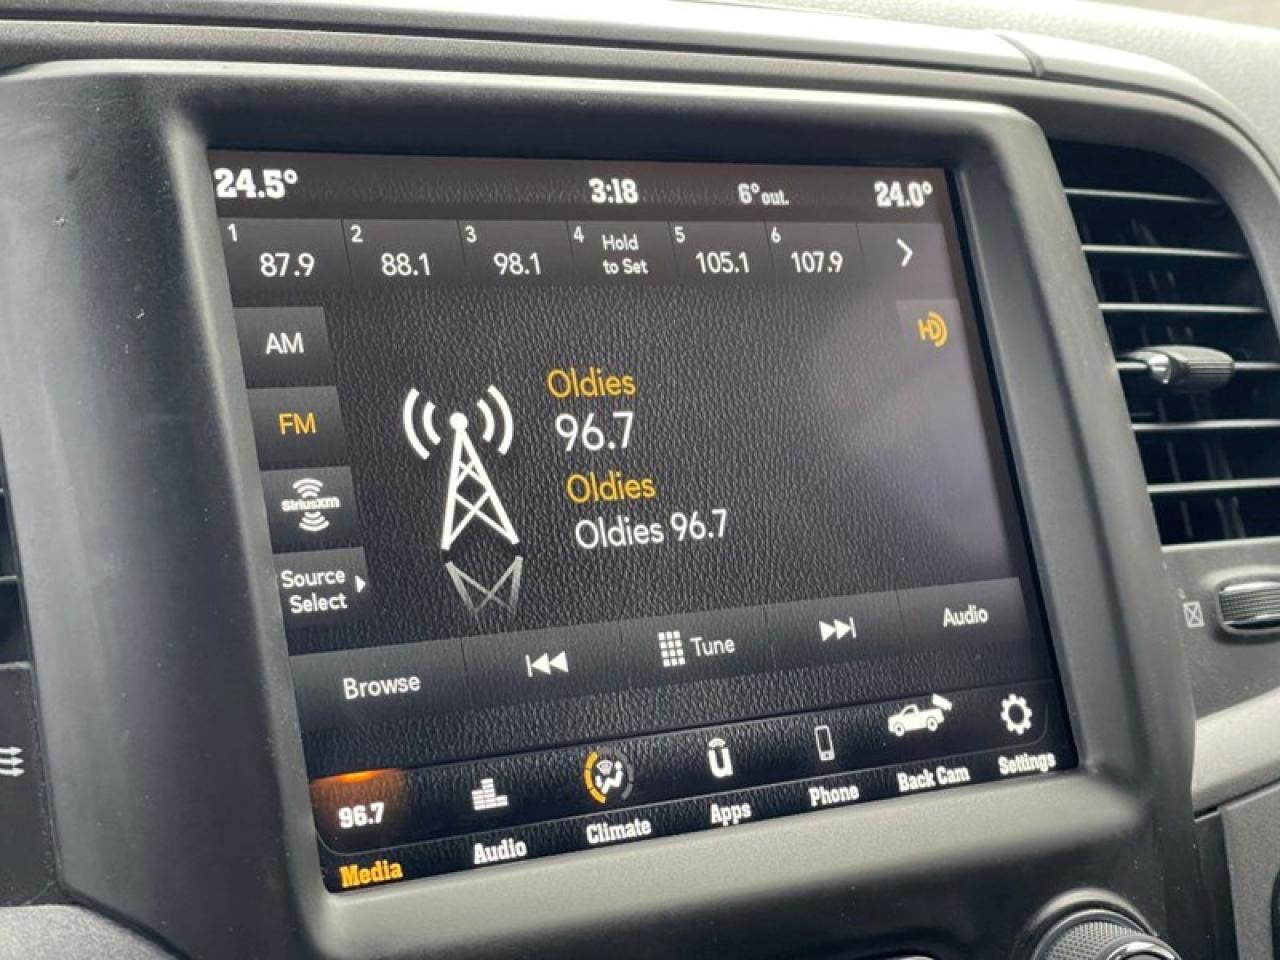 24.5° 3:18 6° out. 24.0°
1 2 3 4 Hold 5 6
87.9 88.1 98.1 to Set 105.1 107.9
AM
HD
Oldies
FM
96.7
Oldies
SiriusXm
Oldies 96.7
Source
Select
Browse Tune Audio
96.7
Media Audio Climate Apps Phone Back Cam Settings